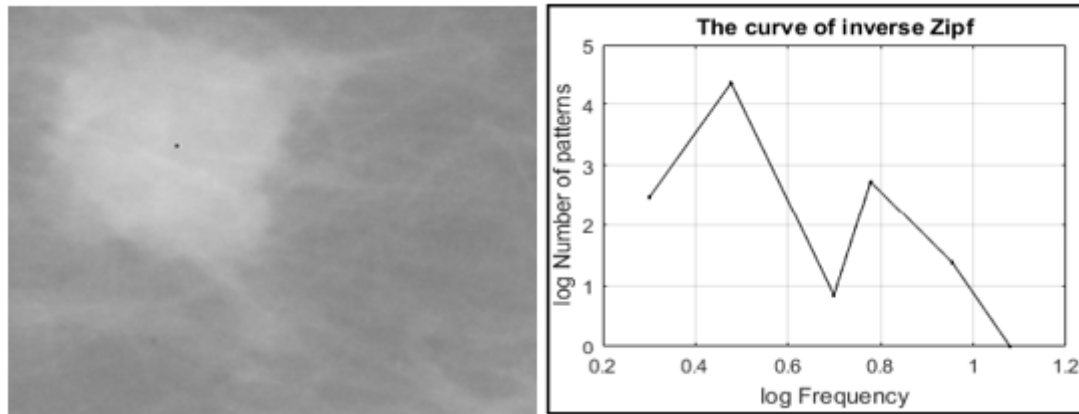 The curve of inverse Zipf
5
4
3
2
1
0
log Number of patterns
0.2 0.4 0.6 0.8 1 1.2
log Frequency